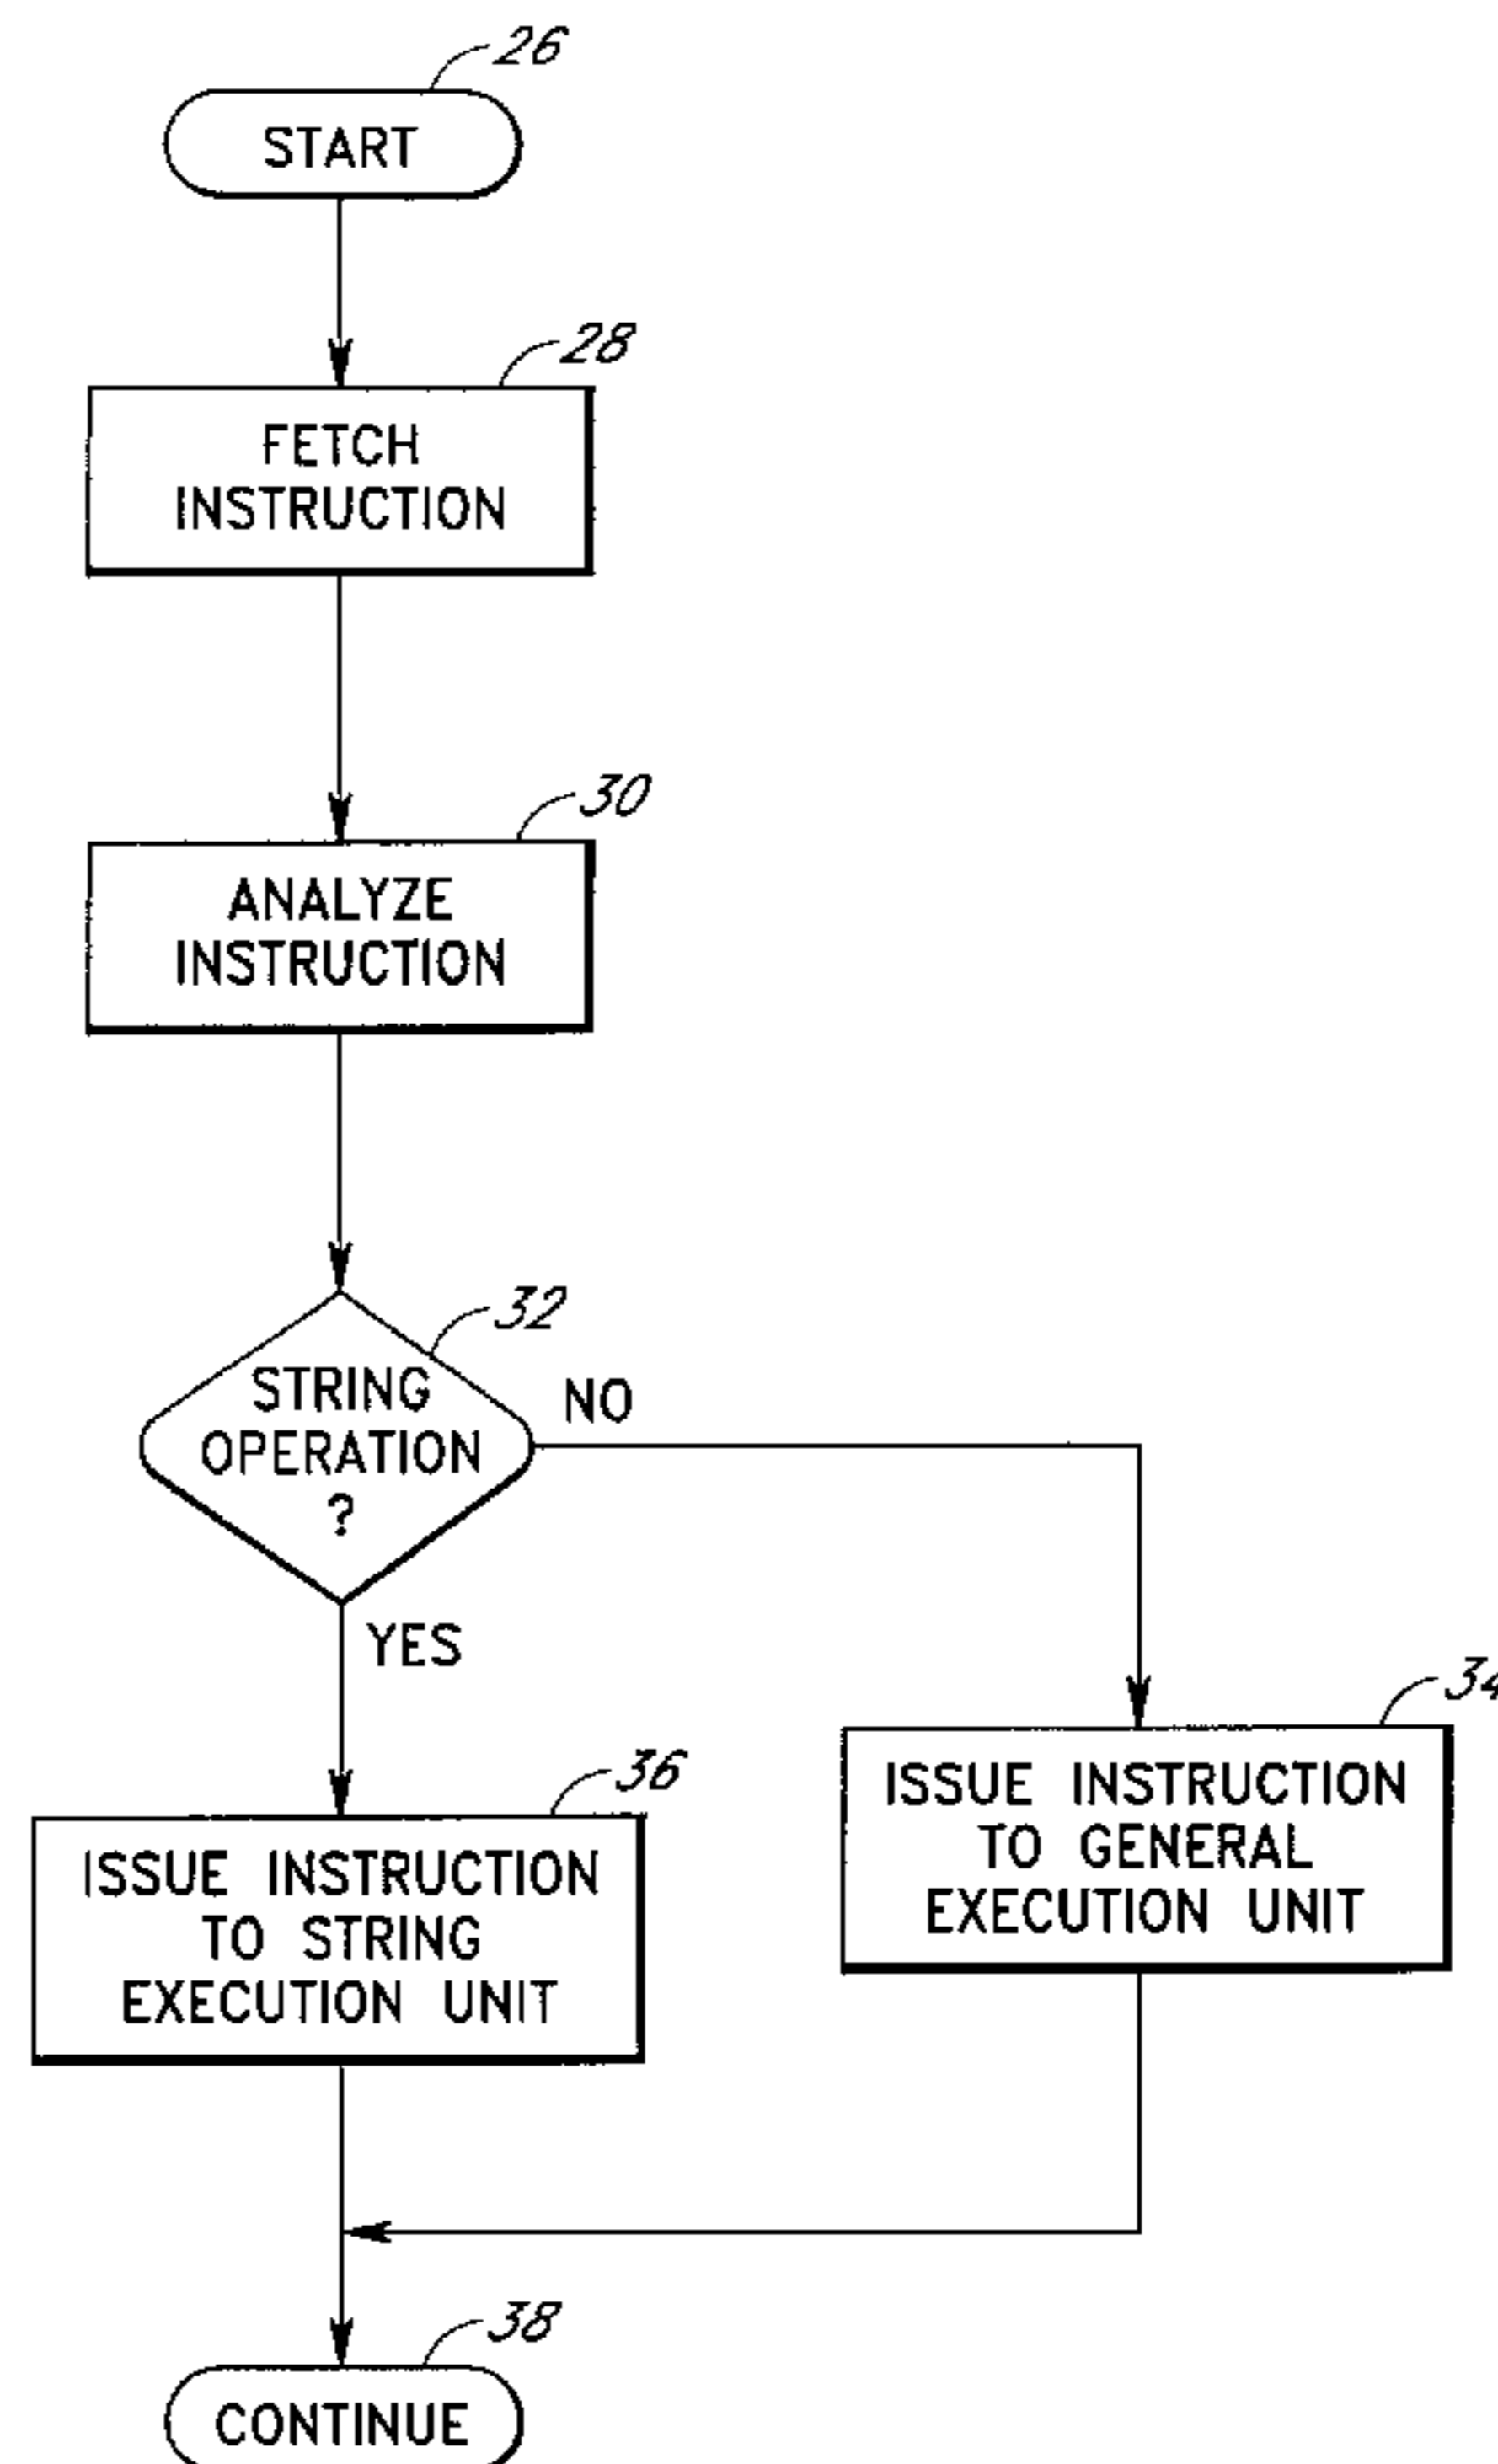 26
START
28
FETCH
INSTRUCTION
30
ANALYZE
INSTRUCTION
32
STRING
OPERATION
?
NO
YES
34
ISSUE INSTRUCTION
TO GENERAL
EXECUTION UNIT
36
ISSUE INSTRUCTION
TO STRING
EXECUTION UNIT
38
CONTINUE